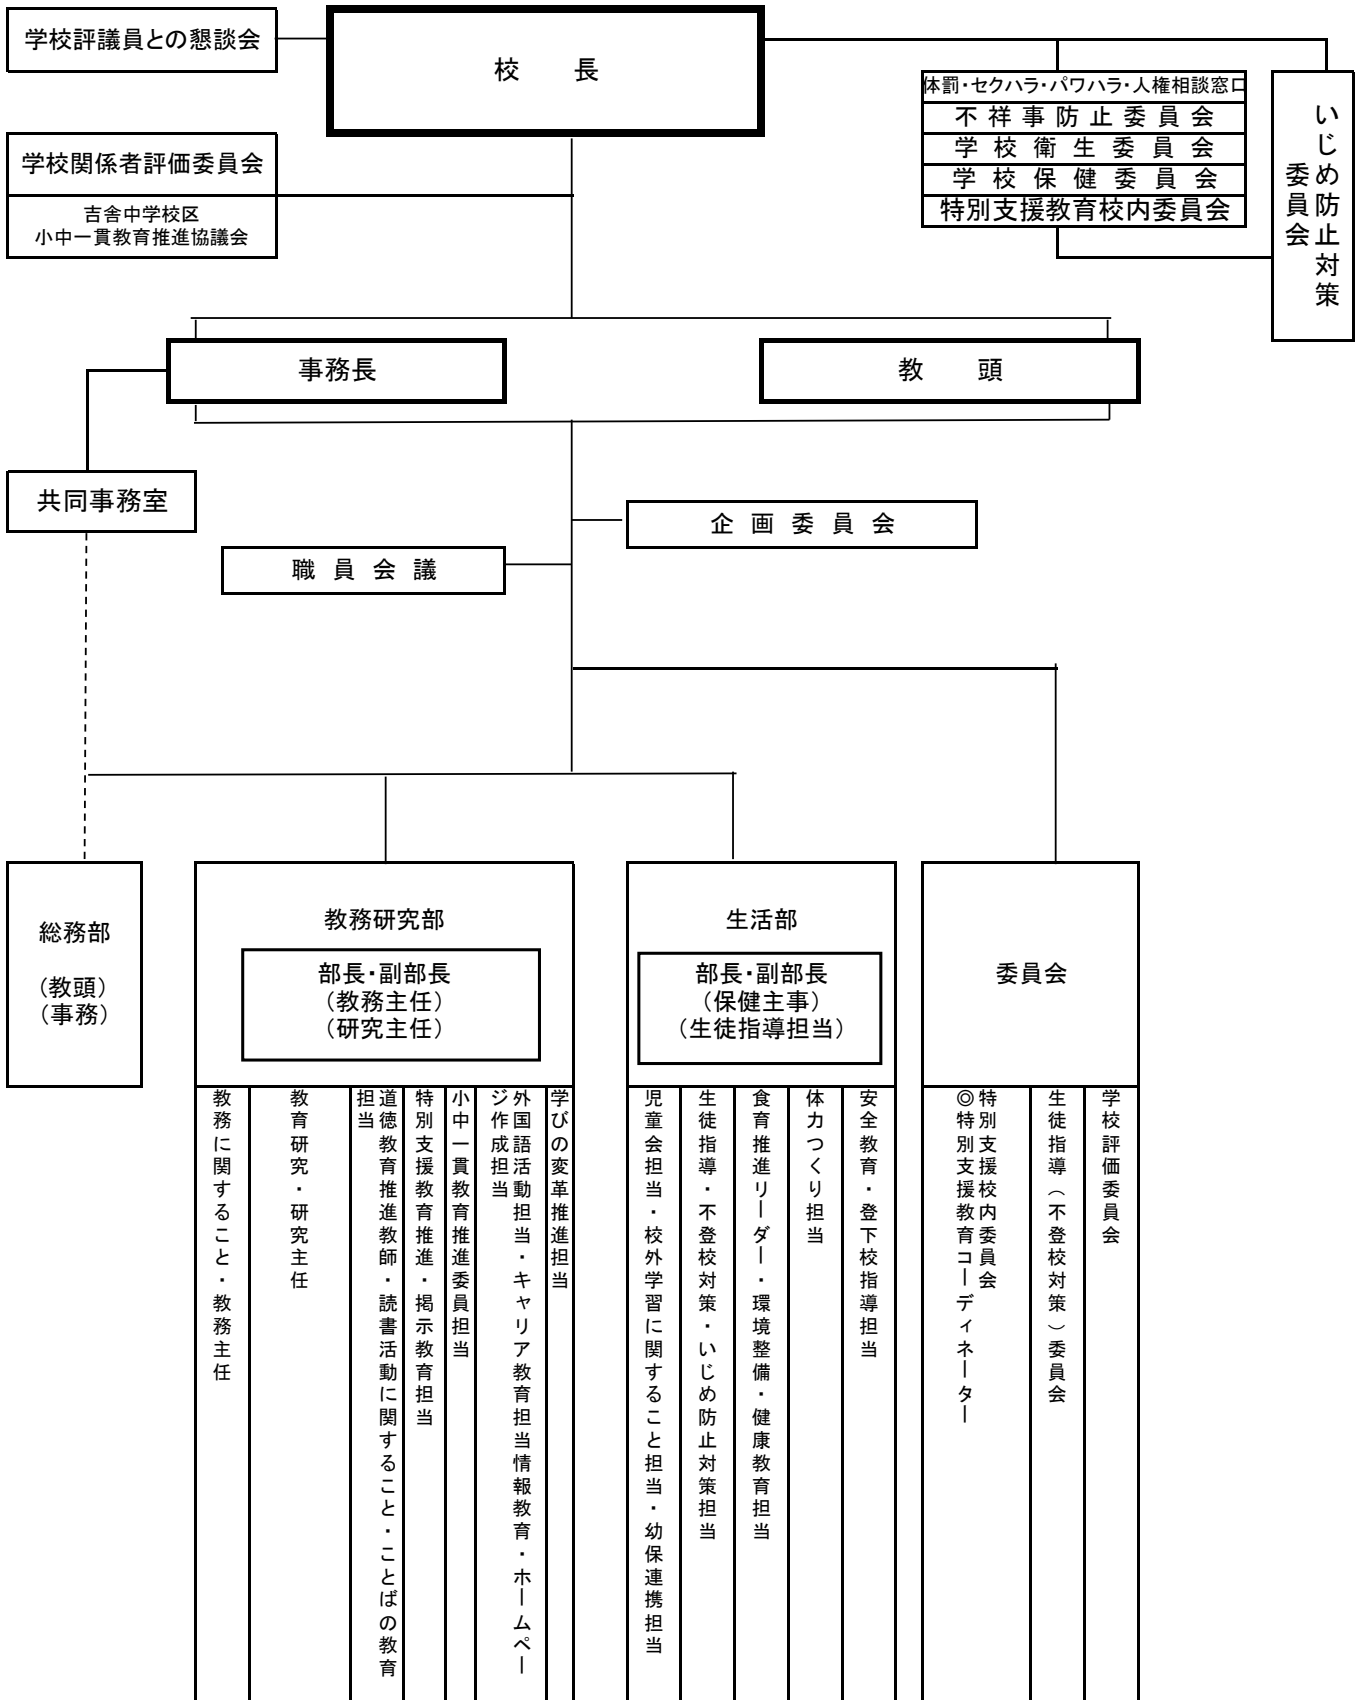 学校評議員との懇談会
校　　長
体罰・セクハラ・パワハラ・人権相談窓口
不祥事防止委員会
学校衛生委員会
学校保健委員会
特別支援教育校内委員会
いじめ防止対策
委員会
学校関係者評価委員会
吉舎中学校区
小中一貫教育推進協議会
事務長
教　　頭
共同事務室
企画委員会
職員会議
総務部
（教頭）
（事務）
教務研究部
部長・副部長
（教務主任）
（研究主任）
生活部
部長・副部長
（保健主事）
（生徒指導担当）
委員会
教務に関すること・教務主任
教育研究・研究主任
道徳教育推進教師・読書活動に関すること・ことばの教育
担当
特別支援教育推進・掲示教育担当
小中一貫教育推進委員担当
外国語活動担当・キャリア教育担当情報教育・ホームペー
ジ作成担当
学びの変革推進担当
児童会担当・校外学習に関すること担当・幼保連携担当
生徒指導・不登校対策・いじめ防止対策担当
食育推進リーダー・環境整備・健康教育担当
体力つくり担当
安全教育・登下校指導担当
特別支援校内委員会
◎特別支援教育コーディネーター
生徒指導（不登校対策）委員会
学校評価委員会